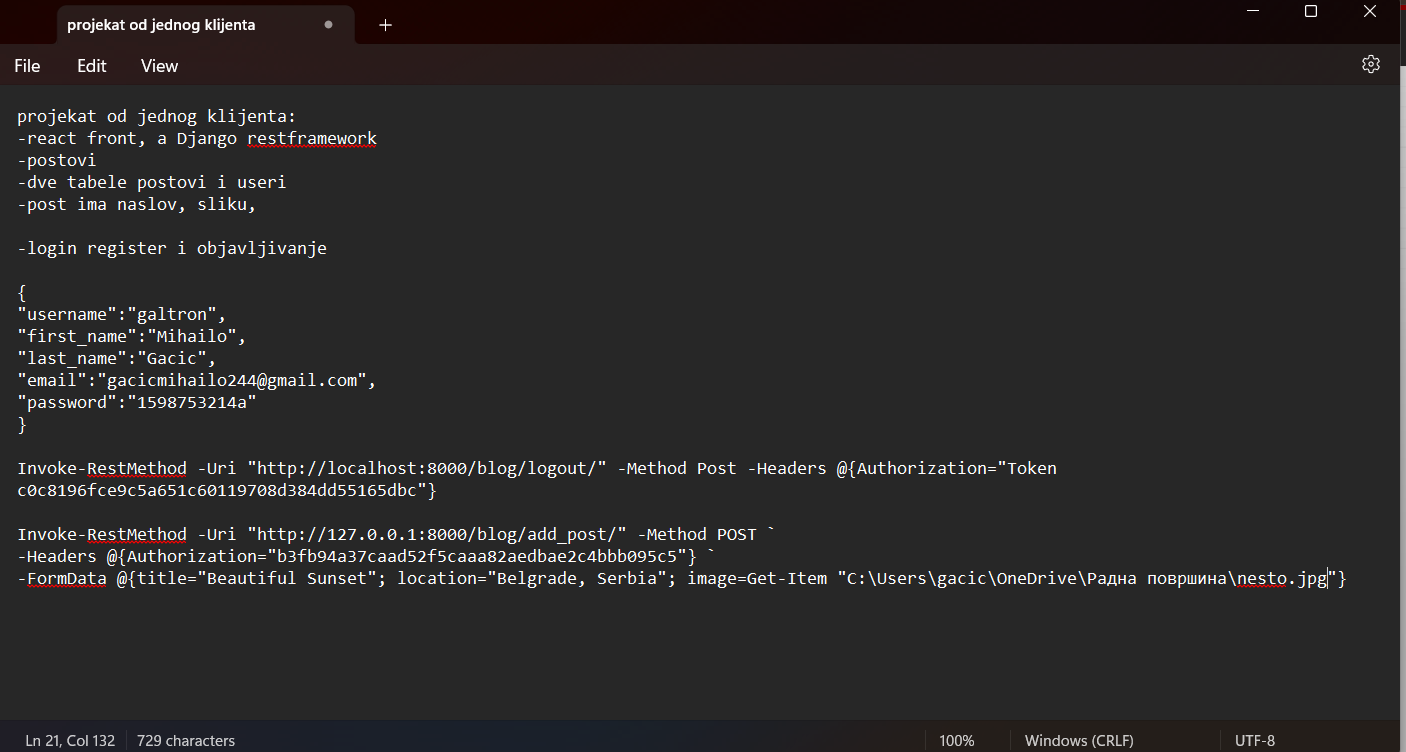 projekat od jednog klijenta
File Edit View
projekat od jednog klijenta:
-react front, a Django restframework
-postovi
-dve tabele postovi i useri
-post ima naslov, sliku,
-login register i objavljivanje
{
"username":"galtron",
"first_name":"Mihailo",
"last_name":"Gacic",
"email":"gacicmihailo244@gmail.com",
"password":"1598753214a"
}
Invoke-RestMethod -Uri "http://localhost:8000/blog/logout/" -Method Post -Headers @{Authorization="Token
c0c8196fce9c5a651c60119708d384dd55165dbc"}
Invoke-RestMethod -Uri "http://127.0.0.1:8000/blog/add_post/" -Method POST `
-Headers @{Authorization="b3fb94a37caad52f5caaa82aedbae2c4bbb095c5"} `
-FormData @{title="Beautiful Sunset"; location="Belgrade, Serbia"; image=Get-Item "C:\Users\gacic\OneDrive\Радна површина\nesto.jpg"}
Ln 21, Col 132 729 characters 100% Windows (CRLF) UTF-8